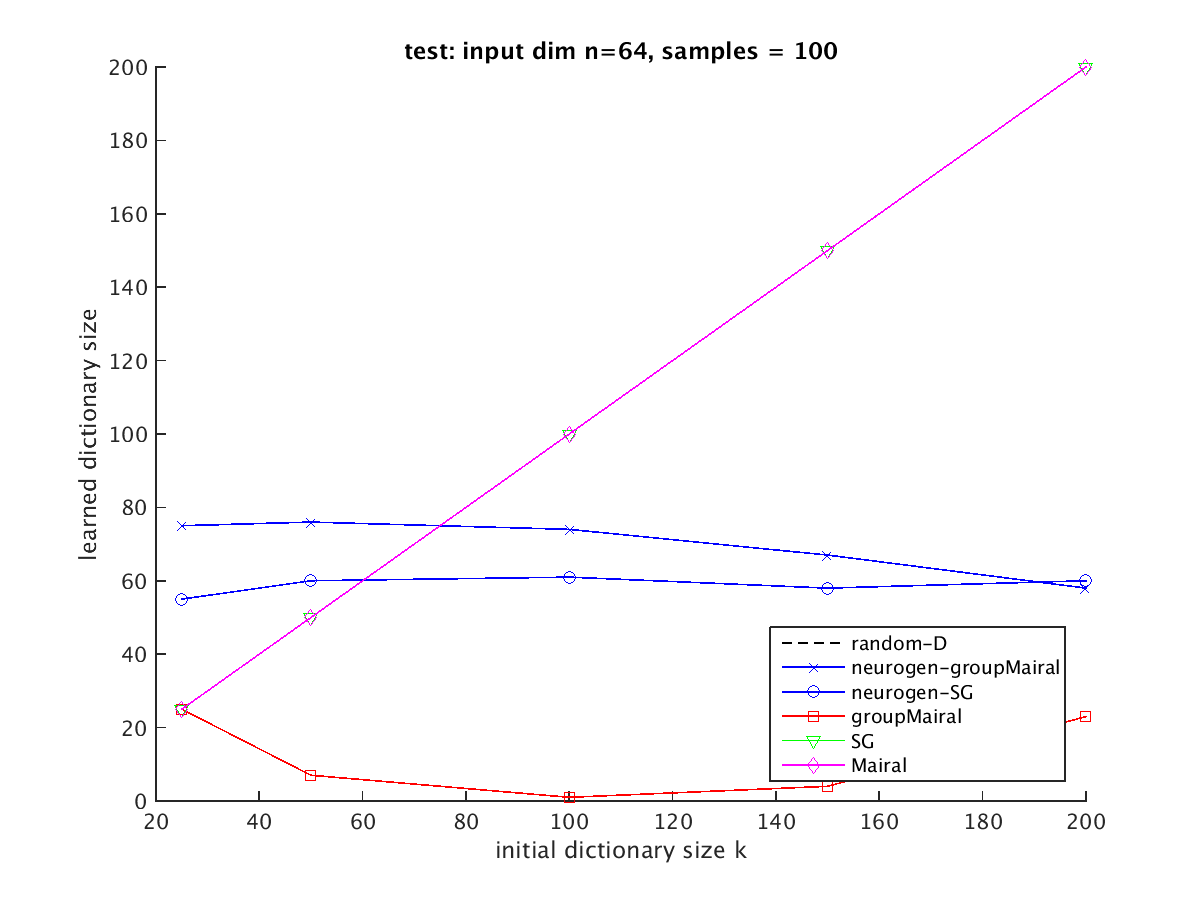 test: input dim n=64, samples = 100
200
180
160
140
120
100
80
60
40
20
0
learned dictionary size
random-D
neurogen-groupMairal
neurogen-SG
groupMairal
SG
Mairal
20 40 60 80 100 120 140 160 180 200
initial dictionary size k